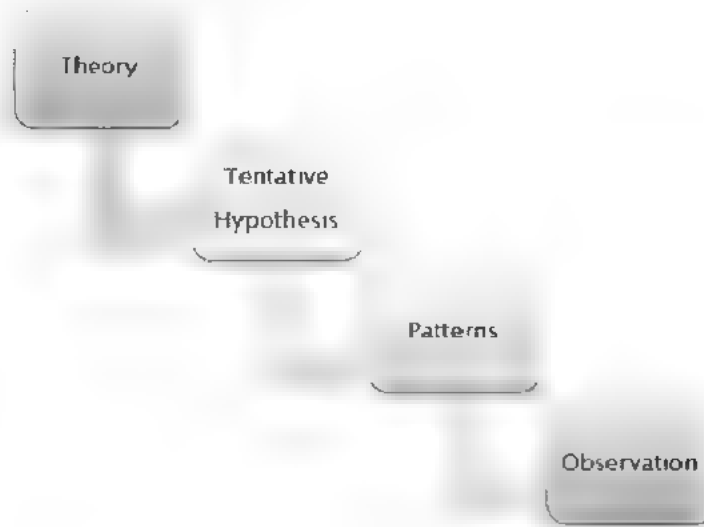 Theory
Tentative
Hypothesis
Patterns
Observation